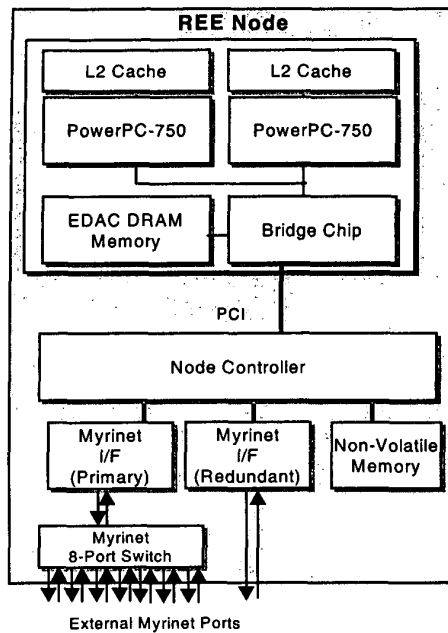 REE Node
L2 Cache
L2 Cache
PowerPC-750
PowerPC-750
EDAC DRAM
Memory
Bridge Chip
PCI
Node Controller
Myrinet
I/F
(Primary)
Myrinet
I/F
(Redundant)
Non-Volatile
Memory
Myrinet
8-Port Switch
External Myrinet Ports